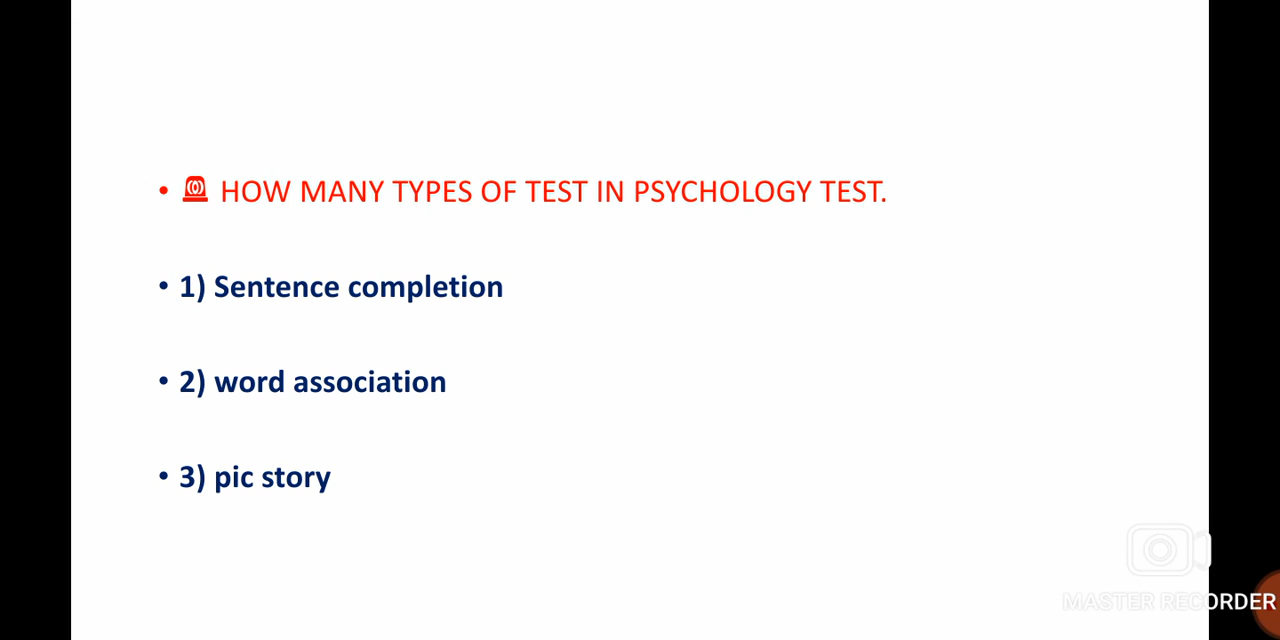 • 🚨 HOW MANY TYPES OF TEST IN PSYCHOLOGY TEST.
• 1) Sentence completion
• 2) word association
• 3) pic story
MASTER RECORDER